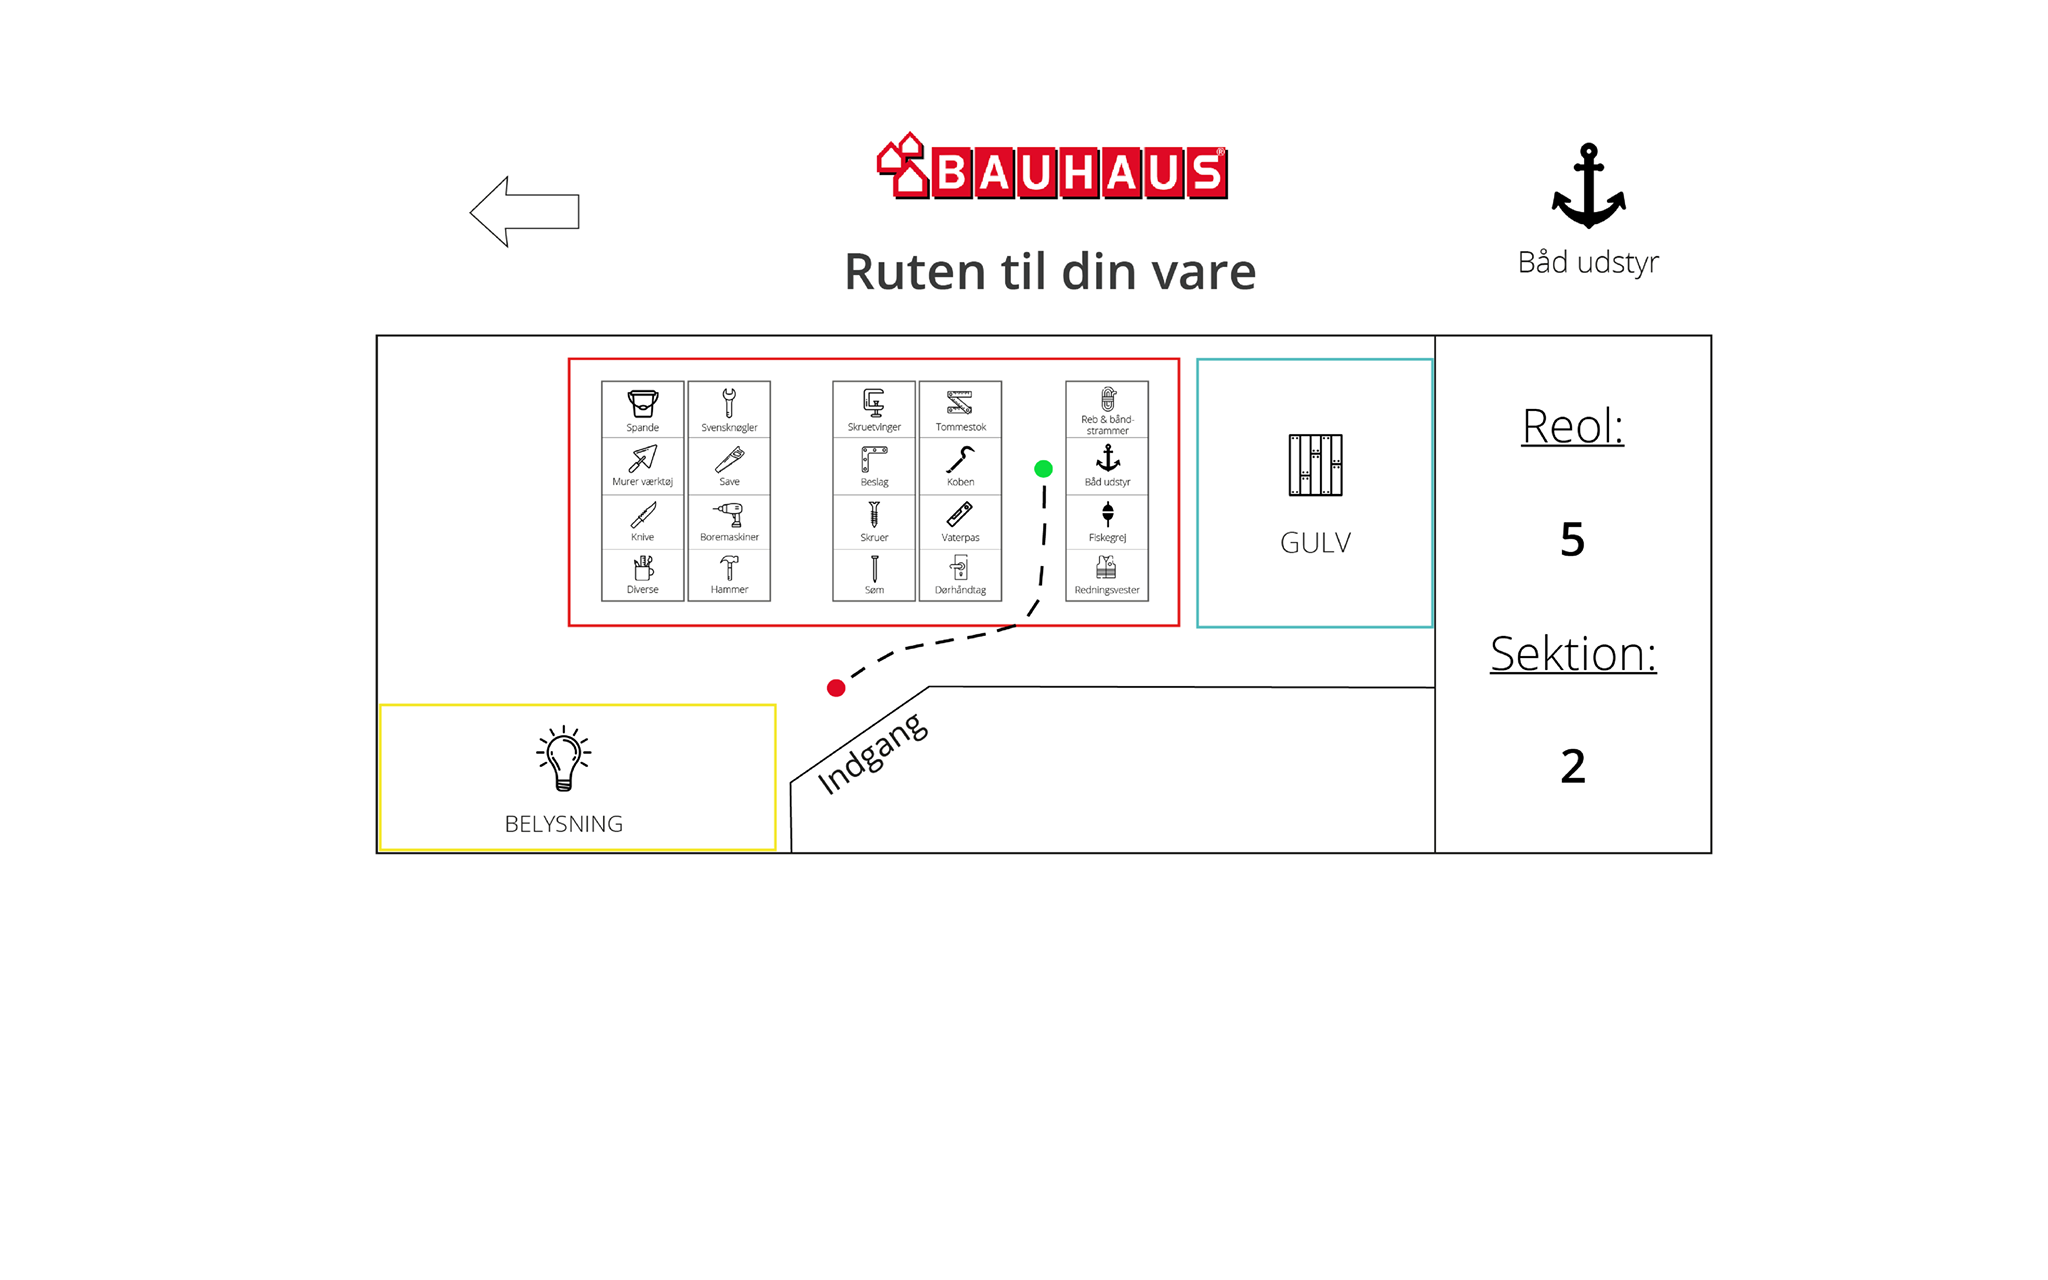 BAUHAUS®
Ruten til din vare
Båd udstyr
Spande
Svensknøgler
Skruetvinger
Tommestok
Reb & bånd-
strammer
Murer værktøj
Save
Beslag
Koben
Båd udstyr
Knive
Boremaskiner
Skruer
Vaterpas
Fiskegrej
Diverse
Hammer
Søm
Dørhåndtag
Redningsvester
GULV
Reol:
5
Sektion:
2
Indgang
BELYSNING